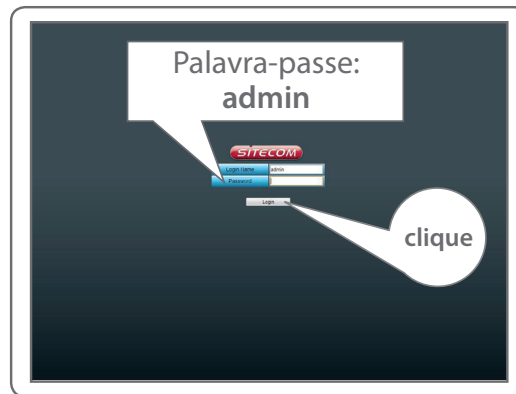 Palavra-passe:
admin
SITECOM
Login Name admin
Password
Login
clique